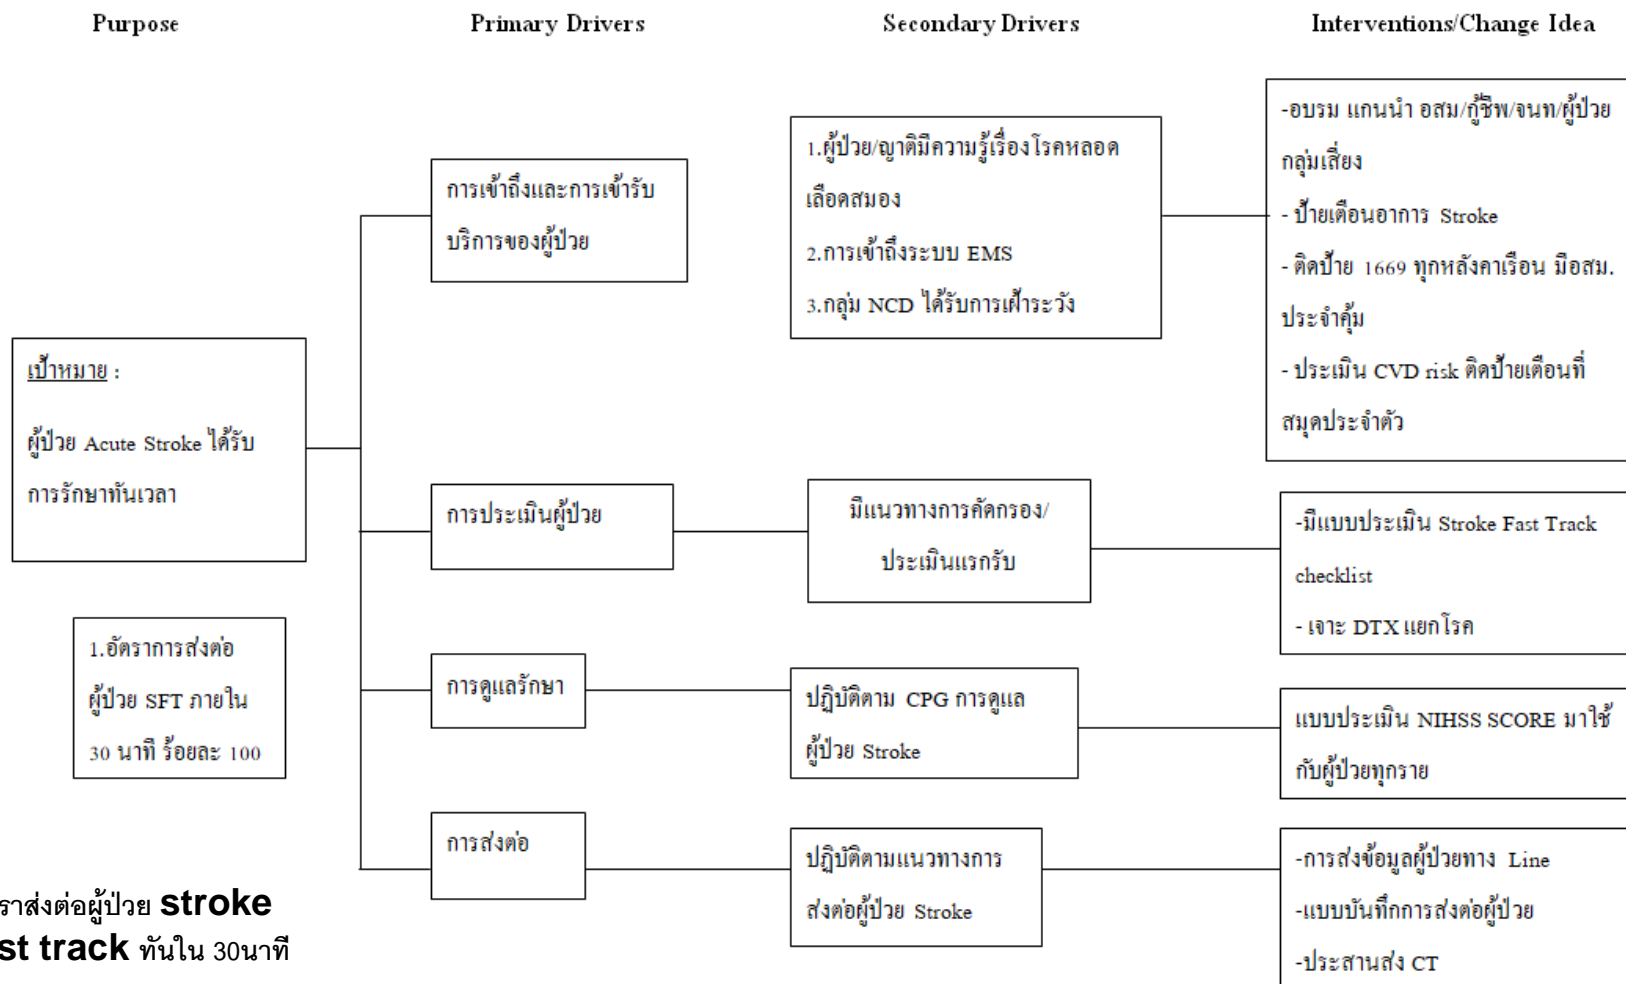 Purpose
Primary Drivers
Secondary Drivers
Interventions/Change Idea
เป้าหมาย :
ผู้ป่วย Acute Stroke ได้รับ
การรักษาทันเวลา
1.อัตราการส่งต่อ
ผู้ป่วย SFT ภายใน
30 นาที ร้อยละ 100
ราส่งต่อผู้ป่วย stroke
st track ทันใน 30นาที
การเข้าถึงและการเข้ารับ
บริการของผู้ป่วย
1.ผู้ป่วย/ญาติมีความรู้เรื่องโรคหลอด
เลือดสมอง
2.การเข้าถึงระบบ EMS
3.กลุ่ม NCD ได้รับการเฝ้าระวัง
-อบรม แกนนำ อสม/กู้ชีพ/จนท/ผู้ป่วย
กลุ่มเสี่ยง
- ป้ายเตือนอาการ Stroke
- ติดป้าย 1669 ทุกหลังคาเรือน มีอสม.
ประจำคุ้ม
- ประเมิน CVD risk ติดป้ายเตือนที่
สมุดประจำตัว
การประเมินผู้ป่วย
มีแนวทางการคัดกรอง/
ประเมินแรกรับ
-มีแบบประเมิน Stroke Fast Track
checklist
- เจาะ DTX แยกโรค
การดูแลรักษา
ปฏิบัติตาม CPG การดูแล
ผู้ป่วย Stroke
แบบประเมิน NIHSS SCORE มาใช้
กับผู้ป่วยทุกราย
การส่งต่อ
ปฏิบัติตามแนวทางการ
ส่งต่อผู้ป่วย Stroke
-การส่งข้อมูลผู้ป่วยทาง Line
-แบบบันทึกการส่งต่อผู้ป่วย
-ประสานส่ง CT